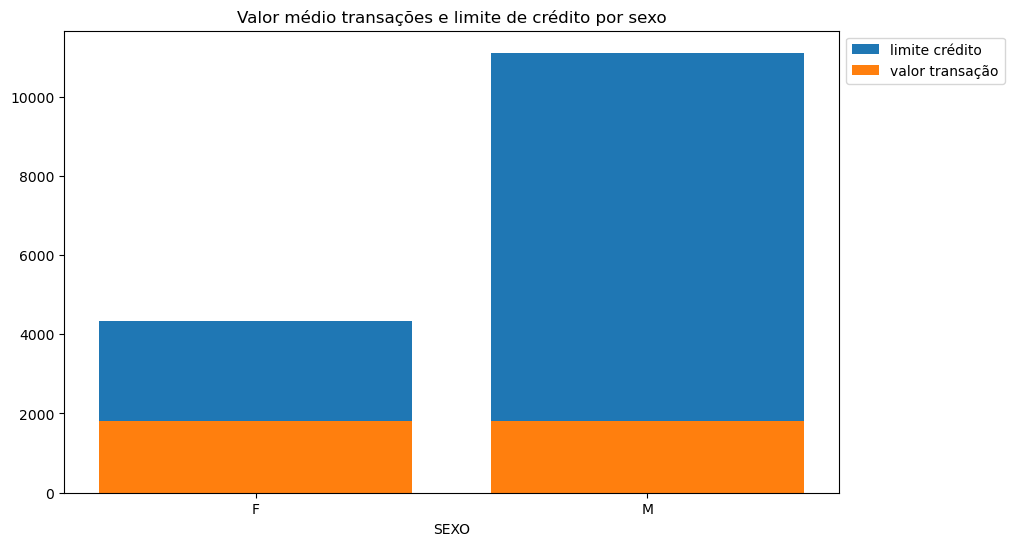 Valor médio transações e limite de crédito por sexo
limite crédito
valor transação
10000
8000
6000
4000
2000
0
F
M
SEXO